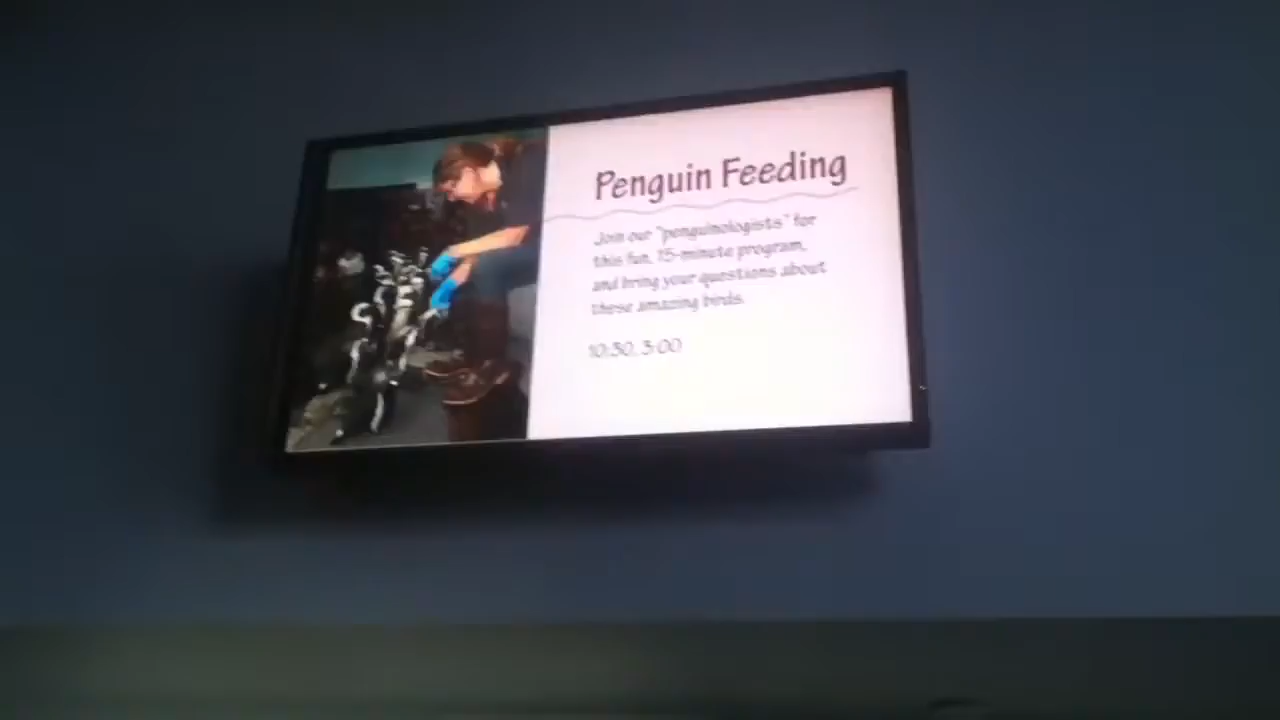 Penguin Feeding
Join our "penguinologists" for
this fun, 15-minute program,
and bring your questions about
these amazing birds.
10:30, 3:00